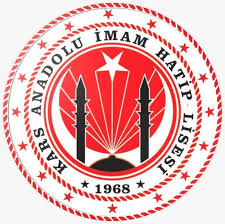 KARS ANADOLU İMAM HATİP LİSESİ
1968